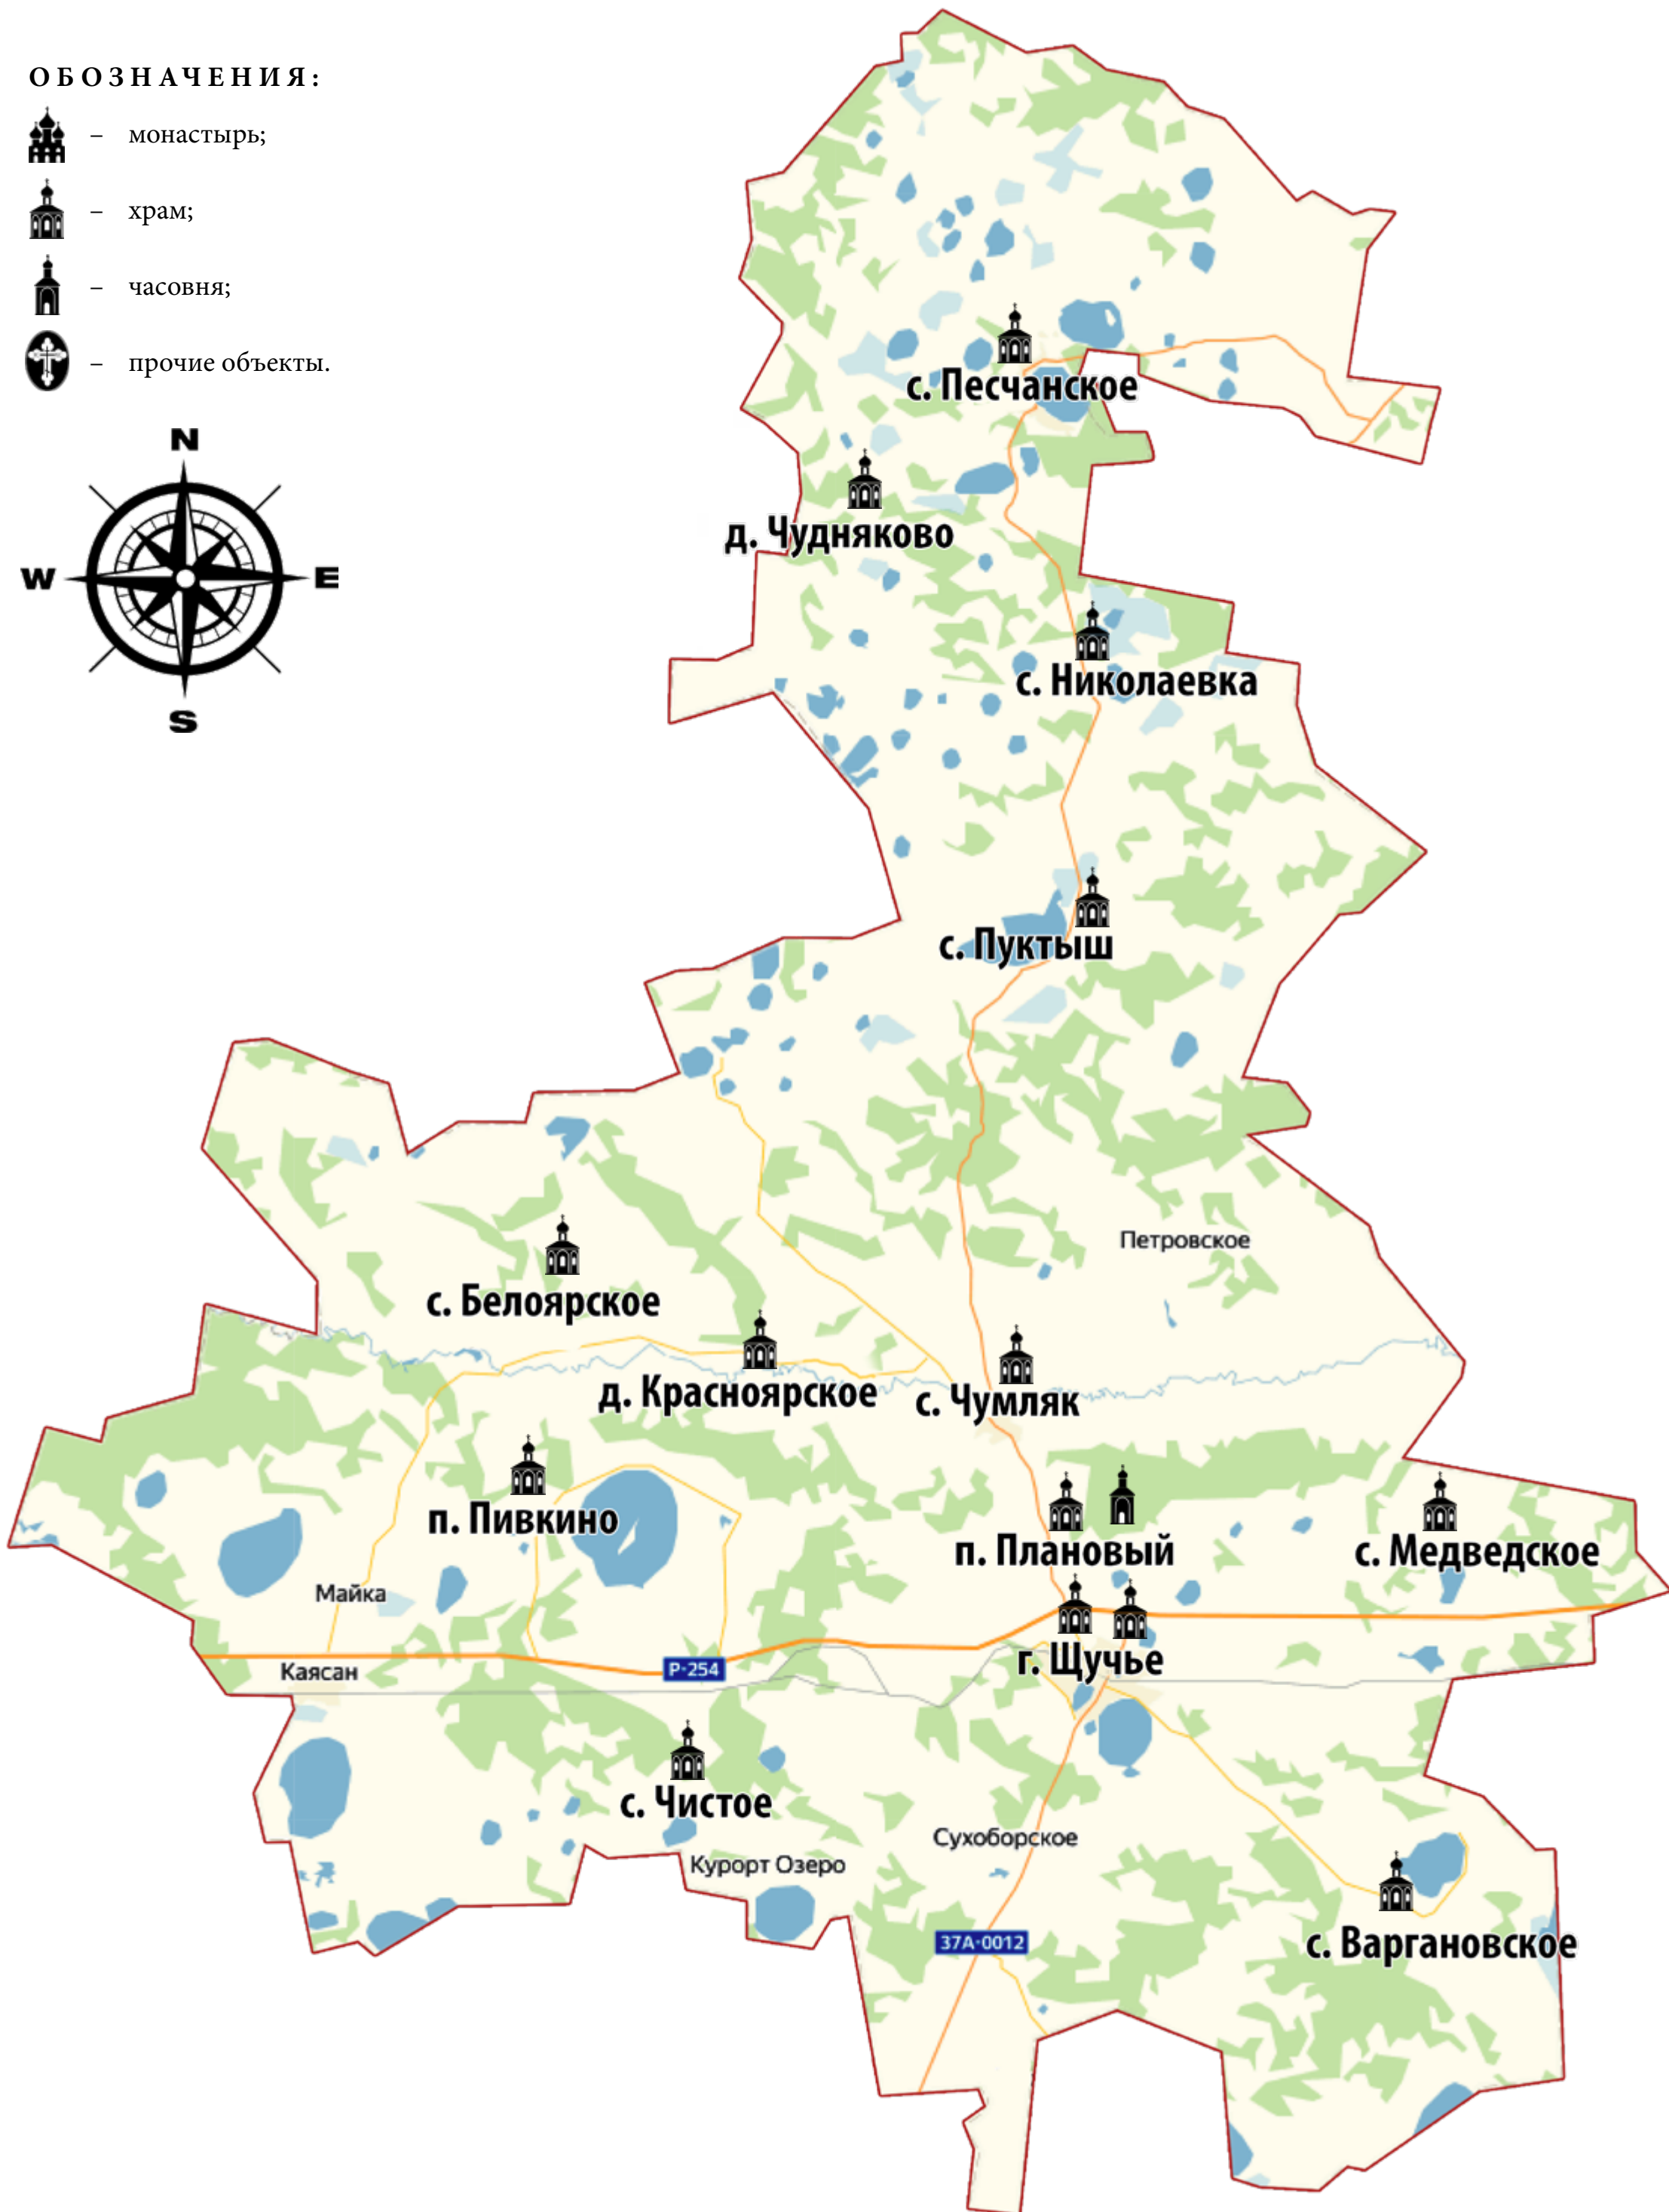 ОБОЗНАЧЕНИЯ:
– монастырь;
– храм;
– часовня;
– прочие объекты.
N
W
E
S
с. Песчанское
д. Чудняково
с. Николаевка
с. Пуктыш
Петровское
с. Белоярское
д. Красноярское
с. Чумляк
п. Пивкино
п. Плановый
с. Медведское
Майка
г. Щучье
Каясан
Р-254
с. Чистое
Сухоборское
Курорт Озеро
37А-0012
с. Варгановское